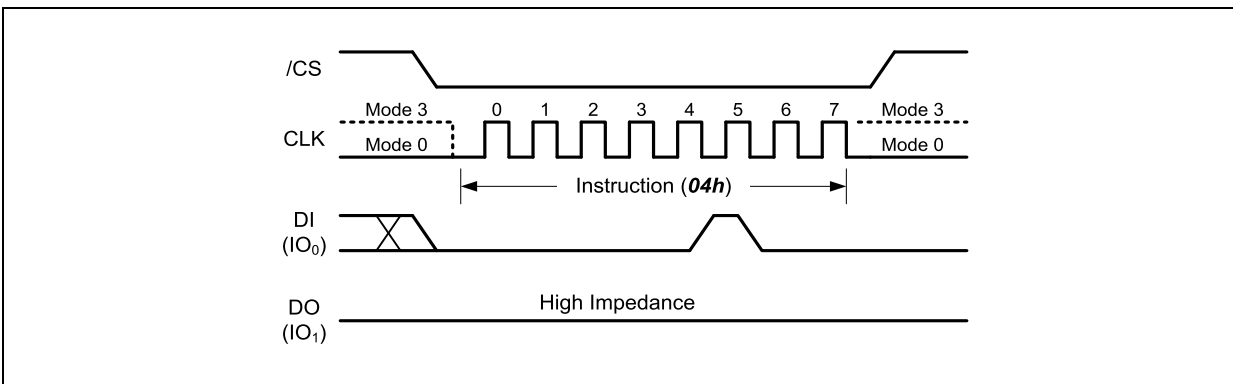 /CS
Mode 3 0 1 2 3 4 5 6 7 Mode 3
CLK
Mode 0 Mode 0
Instruction (04h)
DI
(IO₀)
High Impedance
DO
(IO₁)